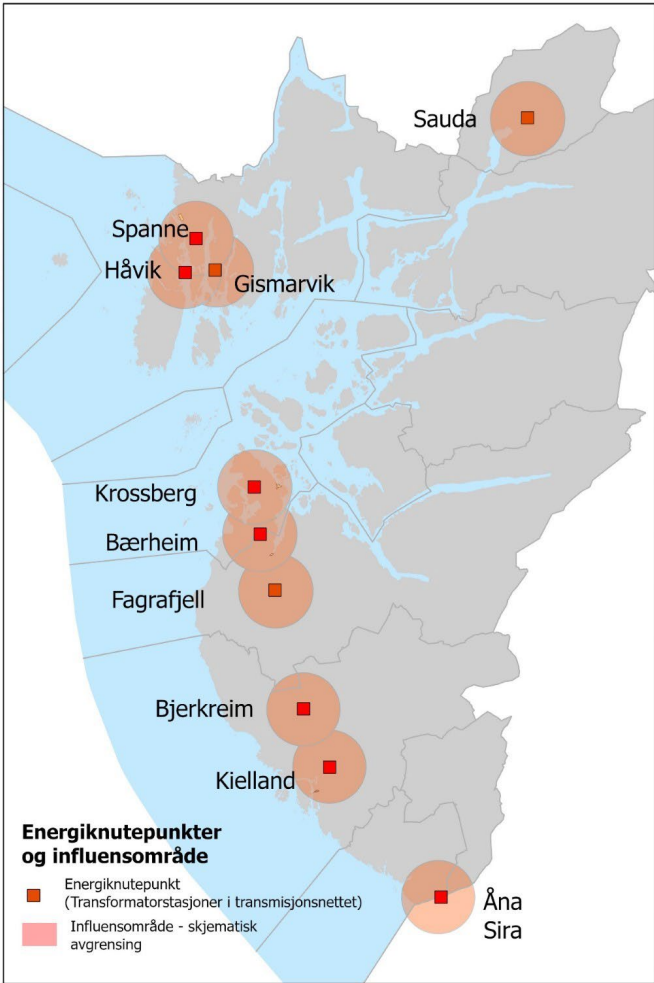 Sauda
Spanne
Håvik
Gismarvik
Krossberg
Bærheim
Fagrafjell
Bjerkreim
Kielland
Åna
Sira
Energiknutepunkter
og influensområde
Energiknutepunkt
(Transformatorstasjoner i transmisjonsnettet)
Influensområde - skjematisk
avgrensing